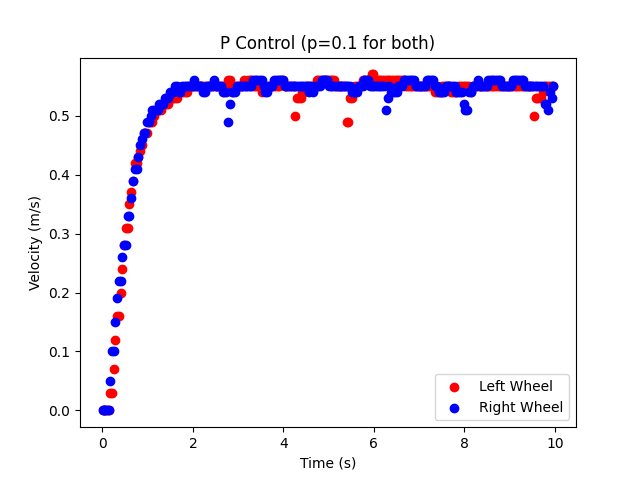 P Control (p=0.1 for both)
Velocity (m/s)
0.5
0.4
0.3
0.2
0.1
0.0
Left Wheel
Right Wheel
0 2 4 6 8 10
Time (s)